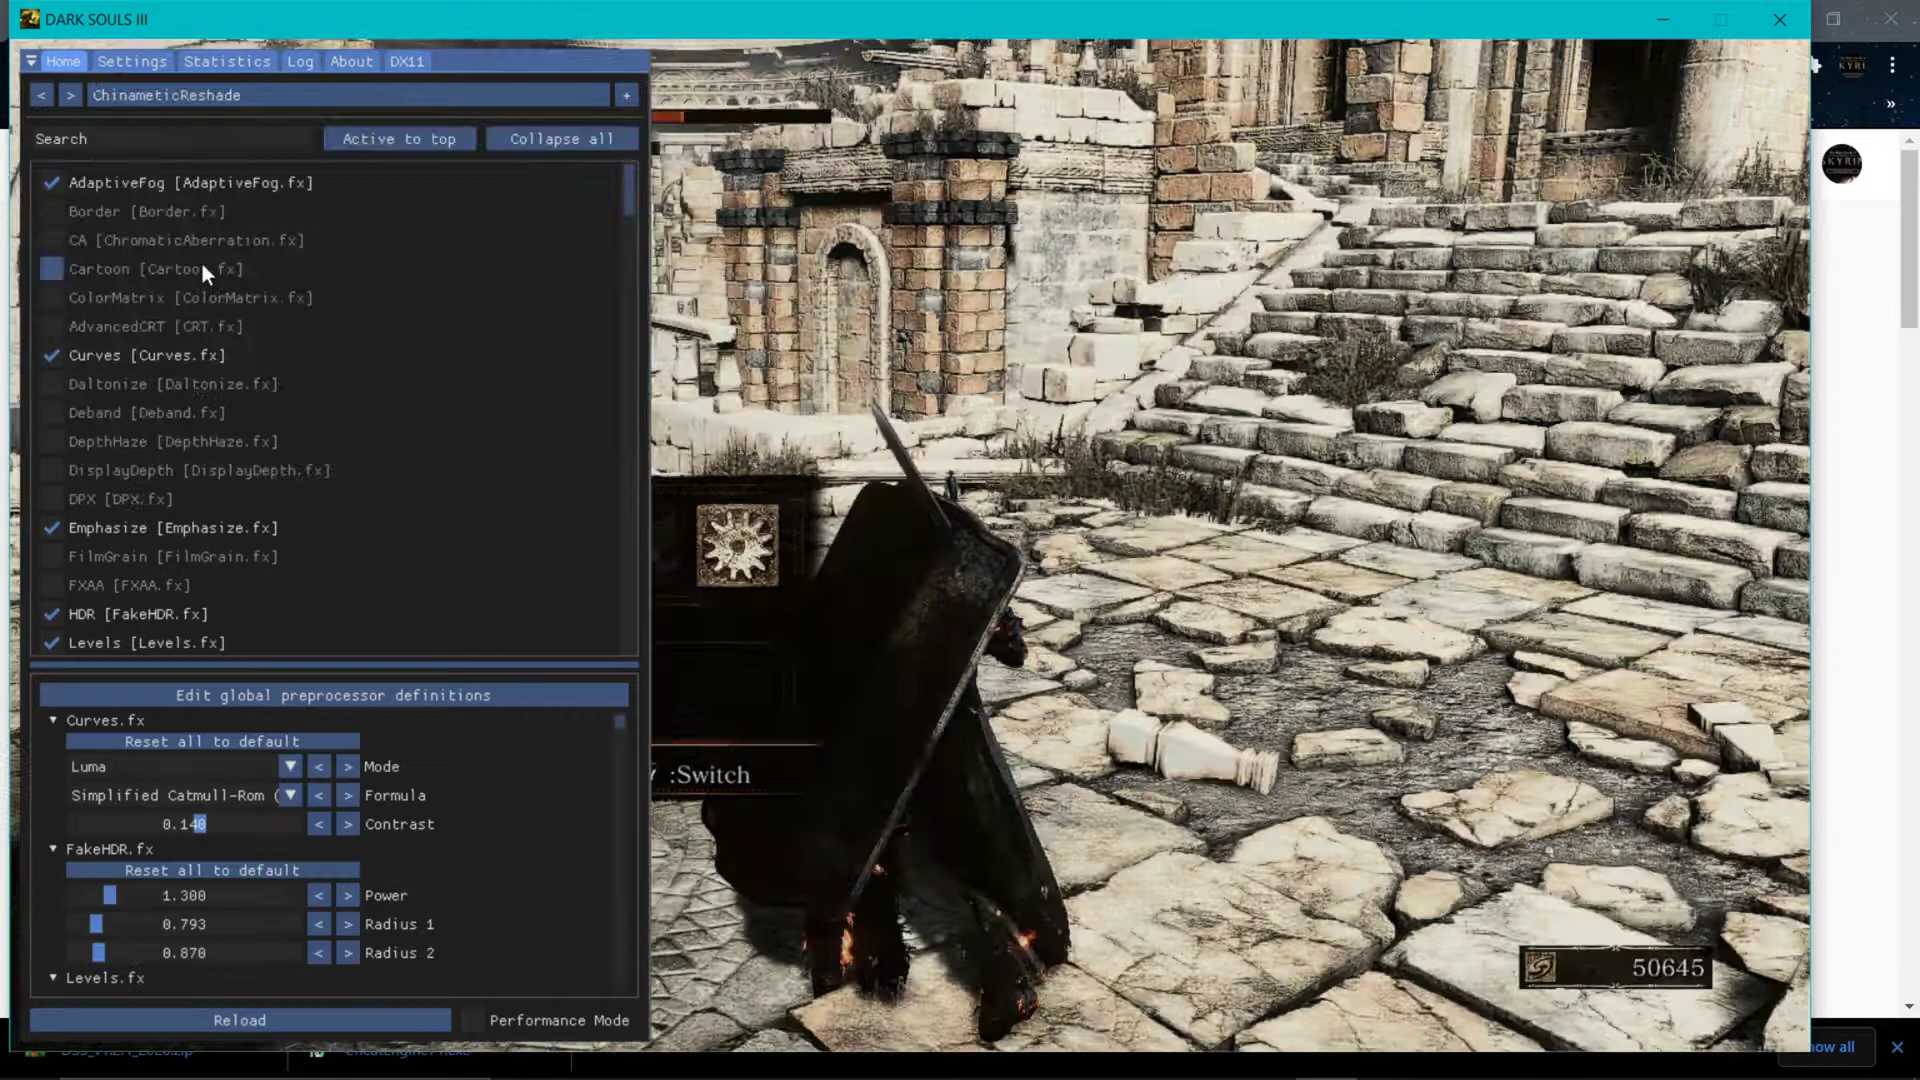 DARK SOULS III
Home Settings Statistics Log About DX11
< > ChinameticReshade +
KYRI
»
Search Active to top Collapse all
KYRIM
AdaptiveFog [AdaptiveFog.fx]
Border [Border.fx]
CA [ChromaticAberration.fx]
Cartoon [Cartoo .fx]
ColorMatrix [ColorMatrix.fx]
AdvancedCRT [CRT.fx]
Curves [Curves.fx]
Daltonize [Daltonize.fx]
Deband [Deband.fx]
DepthHaze [DepthHaze.fx]
DisplayDepth [DisplayDepth.fx]
DPX [DPX.fx]
Emphasize [Emphasize.fx]
FilmGrain [FilmGrain.fx]
FXAA [FXAA.fx]
HDR [FakeHDR.fx]
Levels [Levels.fx]
Edit global preprocessor definitions
Curves.fx
Reset all to default
Luma < > Mode
Simplified Catmull-Rom ( < > Formula
0.140 < > Contrast
FakeHDR.fx
Reset all to default
1.300 < > Power
0.793 < > Radius 1
0.870 < > Radius 2
Levels.fx
:Switch
50645
Reload Performance Mode
ow all